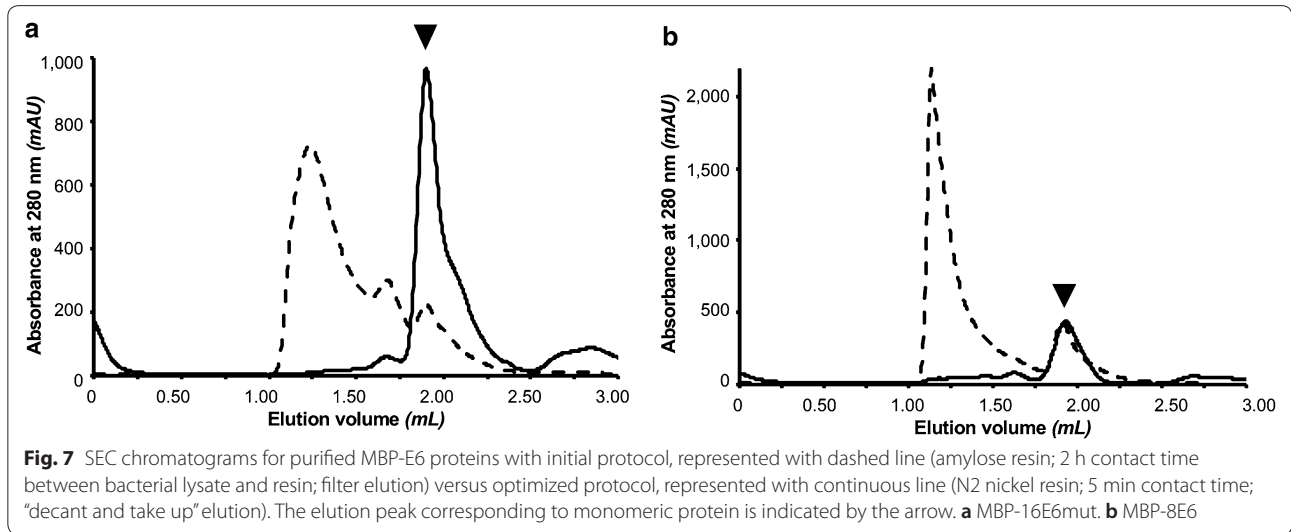 a
b
1,000
800
600
400
200
0
Absorbance at 280 nm (mAU)
0 0.50 1.00 1.50 2.00 2.50 3.00
Elution volume (mL)
2,000
1,500
1,000
500
0
Absorbance at 280 nm (mAU)
0 0.50 1.00 1.50 2.00 2.50 3.00
Elution volume (mL)
Fig. 7 SEC chromatograms for purified MBP-E6 proteins with initial protocol, represented with dashed line (amylose resin; 2 h contact time
between bacterial lysate and resin; filter elution) versus optimized protocol, represented with continuous line (N2 nickel resin; 5 min contact time;
“decant and take up” elution). The elution peak corresponding to monomeric protein is indicated by the arrow. a MBP-16E6mut. b MBP-8E6